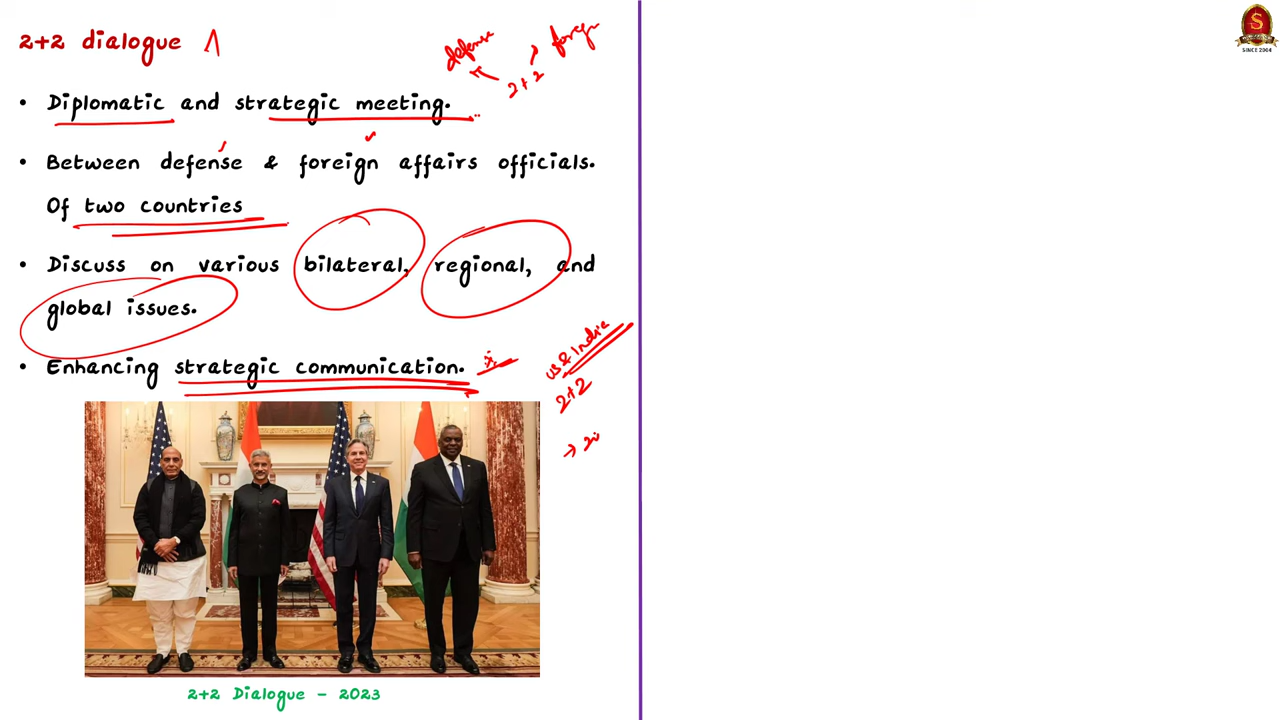 2+2 dialogue
defense
foreign
2+2
• Diplomatic and strategic meeting.
• Between defense & foreign affairs officials.
Of two countries
• Discuss on various bilateral, regional, and
global issues.
• Enhancing strategic communication.
US & India
2+2
2+2 Dialogue – 2023
S
SINCE 2004